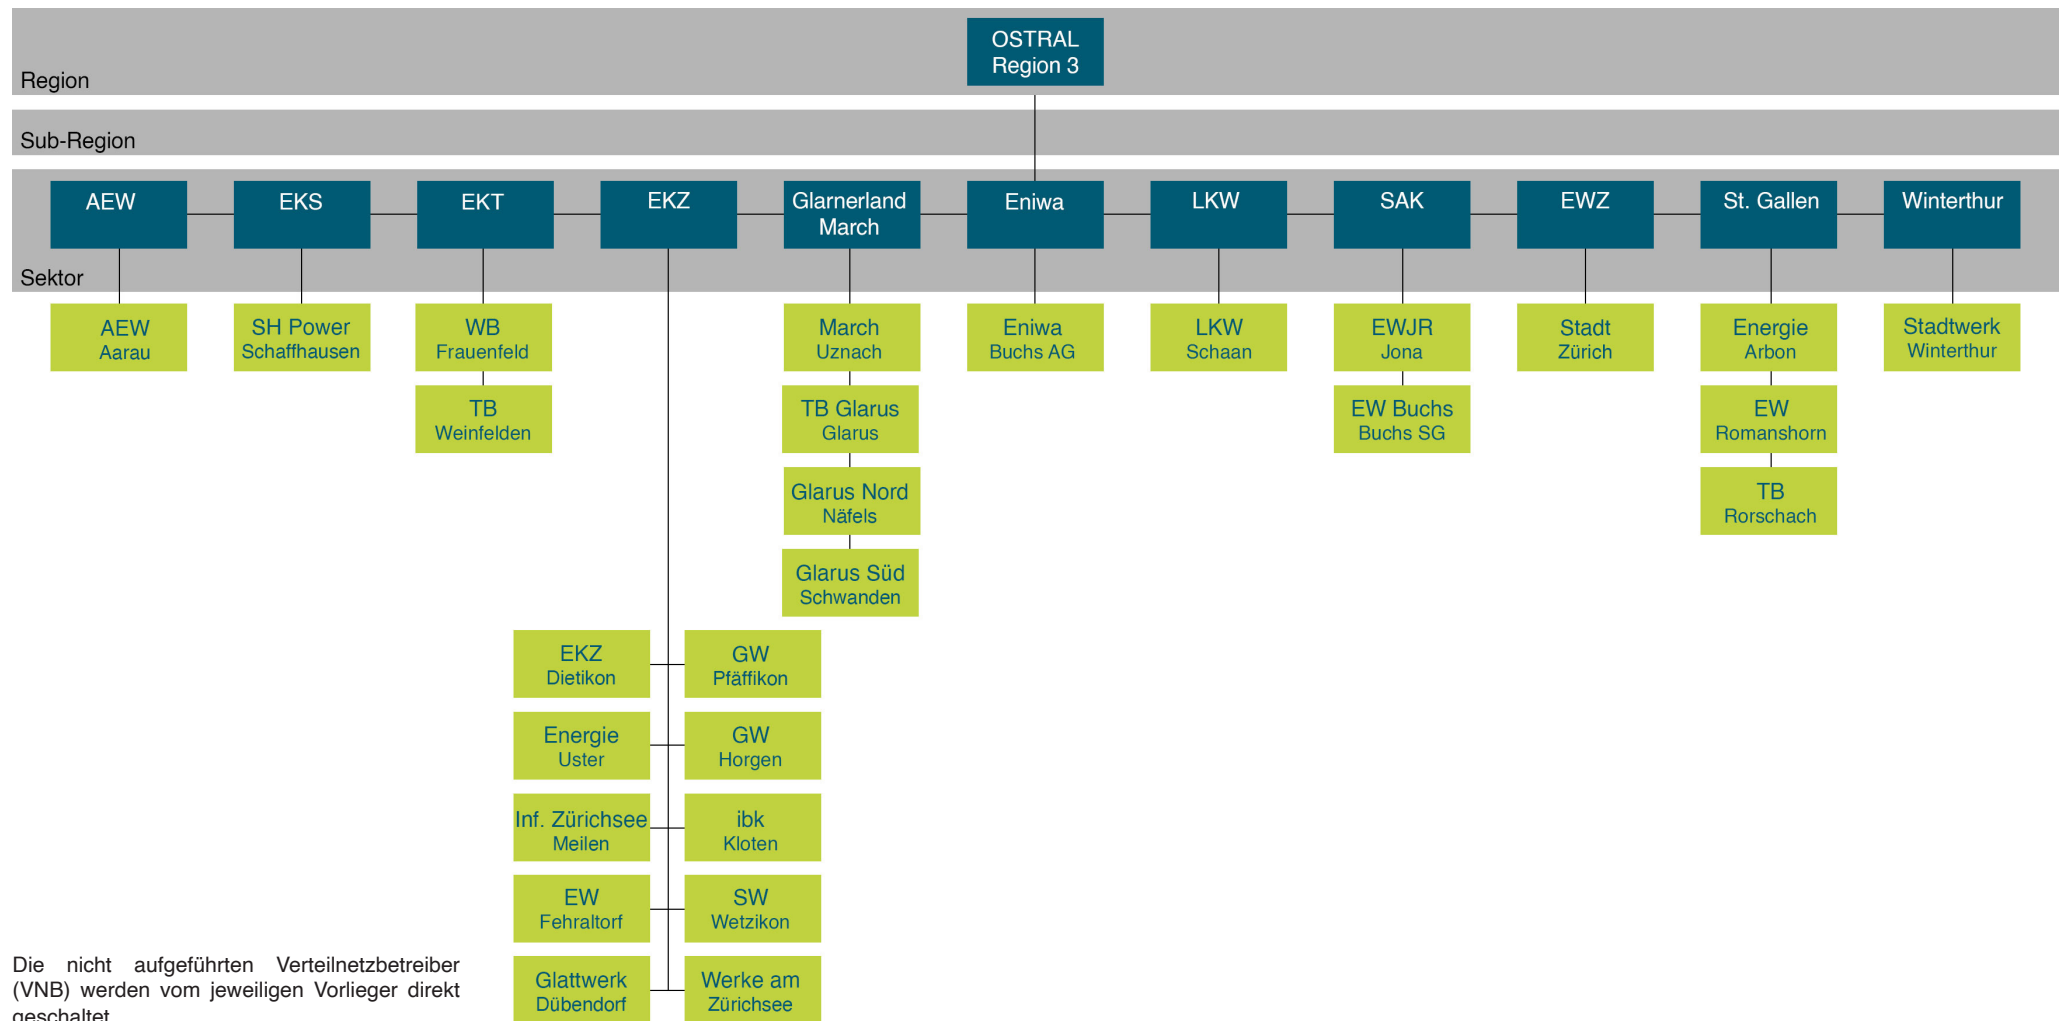 OSTRAL
Region 3
Region
Sub-Region
AEW
EKS
EKT
EKZ
Glarnerland
March
Eniwa
LKW
SAK
EWZ
St. Gallen
Winterthur
Sektor
AEW
Aarau
SH Power
Schaffhausen
WB
Frauenfeld
March
Uznach
Eniwa
Buchs AG
LKW
Schaan
EWJR
Jona
Stadt
Zürich
Energie
Arbon
Stadtwerk
Winterthur
TB
Weinfelden
TB Glarus
Glarus
EW Buchs
Buchs SG
EW
Romanshorn
Glarus Nord
Näfels
TB
Rorschach
Glarus Süd
Schwanden
EKZ
Dietikon
GW
Pfäffikon
Energie
Uster
GW
Horgen
Inf. Zürichsee
Meilen
ibk
Kloten
EW
Fehraltorf
SW
Wetzikon
Glattwerk
Dübendorf
Werke am
Zürichsee
Die nicht aufgeführten Verteilnetzbetreiber
(VNB) werden vom jeweiligen Vorlieger direkt
geschaltet